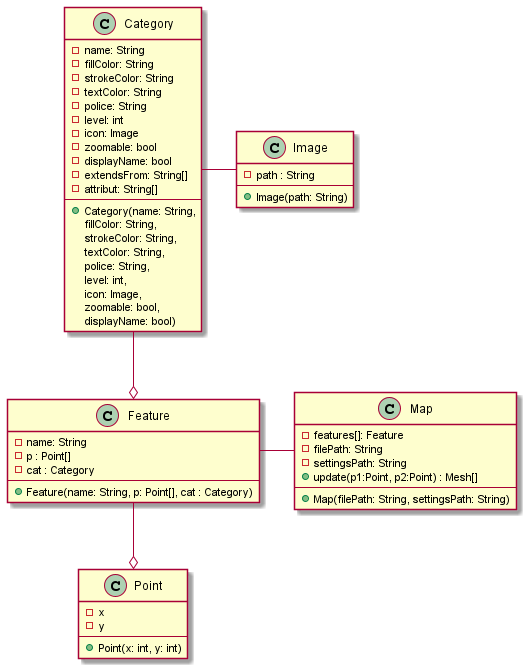 C Category
name: String
fillColor: String
strokeColor: String
textColor: String
police: String
level: int
icon: Image
zoomable: bool
displayName: bool
extendsFrom: String[]
attribut: String[]
Category(name: String,
fillColor: String,
strokeColor: String,
textColor: String,
police: String,
level: int,
icon: Image,
zoomable: bool,
displayName: bool)
C Image
path : String
Image(path: String)
C Feature
name: String
p : Point[]
cat : Category
Feature(name: String, p: Point[], cat : Category)
C Map
features[]: Feature
filePath: String
settingsPath: String
update(p1:Point, p2:Point) : Mesh[]
Map(filePath: String, settingsPath: String)
C Point
x
y
Point(x: int, y: int)